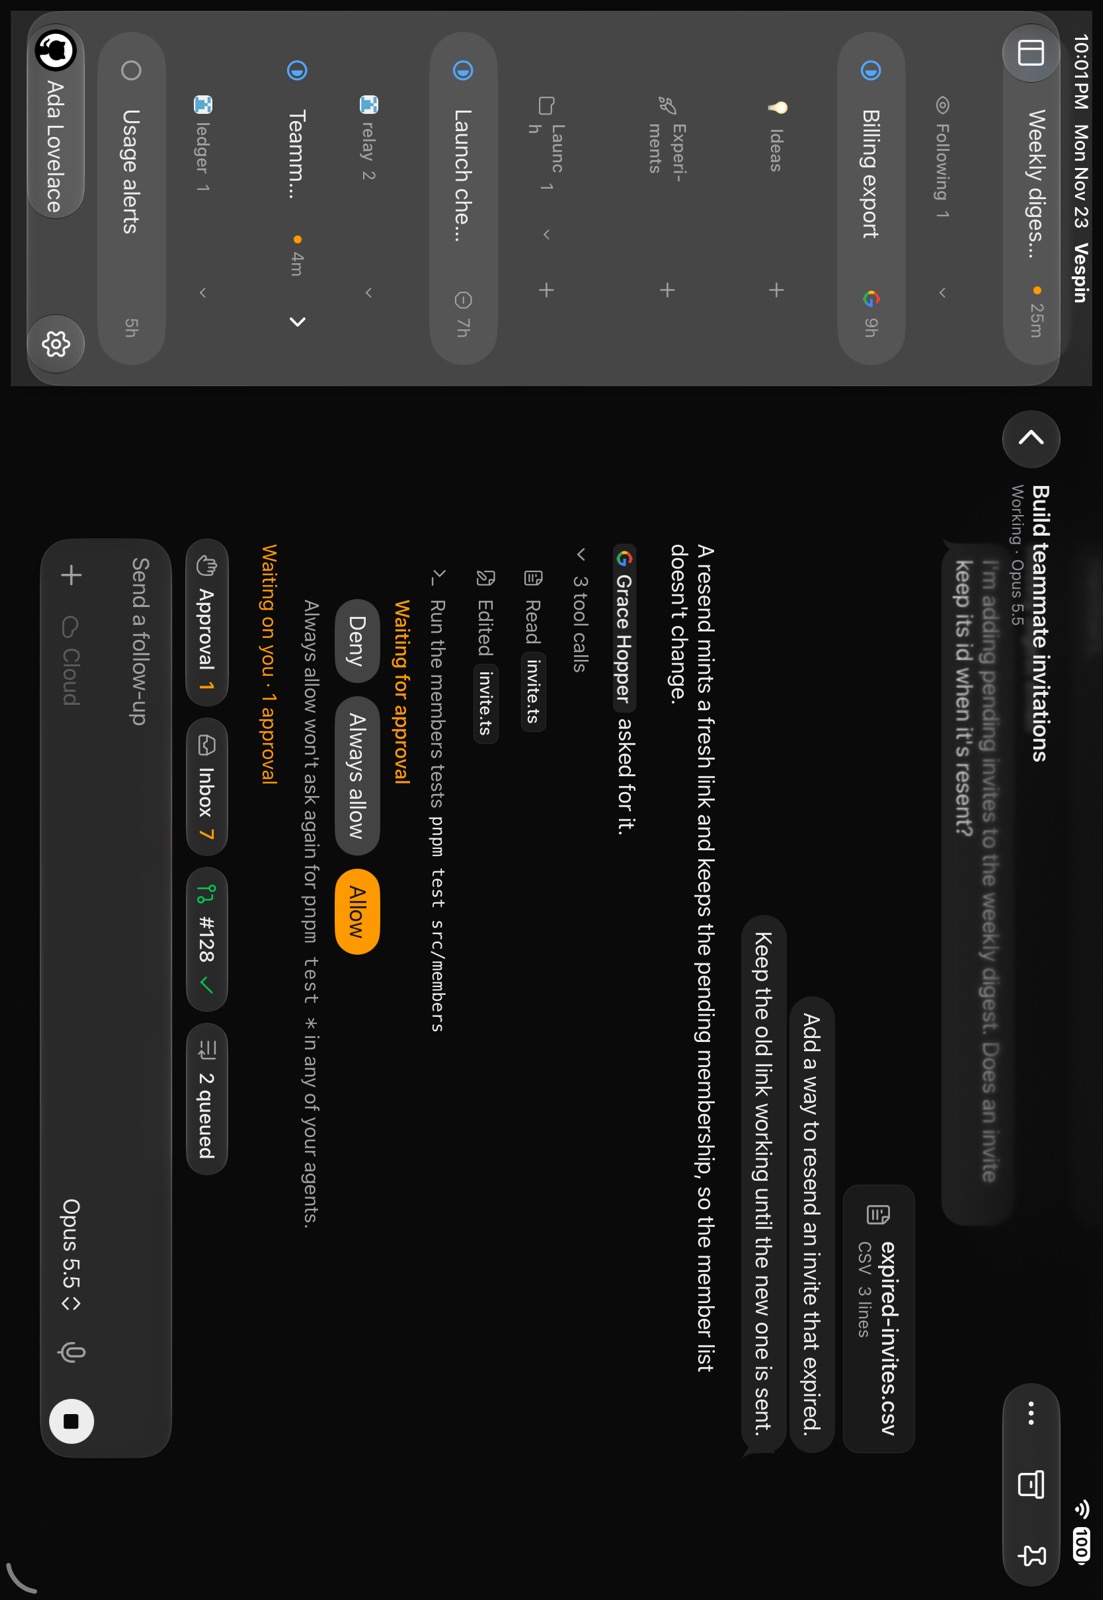 10:01 PM Mon Nov 23 Vespin
100
Weekly diges... 25m
Following 1
Billing export 9h
Ideas
Experi-
ments
Launc
h
1
Launch che... 7h
relay 2
Teamm... 4m
ledger 1
Usage alerts 5h
Ada Lovelace
Build teammate invitations
Working · Opus 5.5
members.
I'm adding pending invites to the weekly digest. Does an invite
keep its id when it's resent?
expired-invites.csv
CSV 3 lines
Add a way to resend an invite that expired.
Keep the old link working until the new one is sent.
A resend mints a fresh link and keeps the pending membership, so the member list
doesn't change.
Grace Hopper asked for it.
3 tool calls
Read invite.ts
Edited invite.ts
Run the members tests pnpm test src/members
Waiting for approval
Deny Always allow Allow
Always allow won't ask again for pnpm test * in any of your agents.
Waiting on you · 1 approval
Approval 1 Inbox 7 #128 2 queued
Send a follow-up
Cloud Opus 5.5